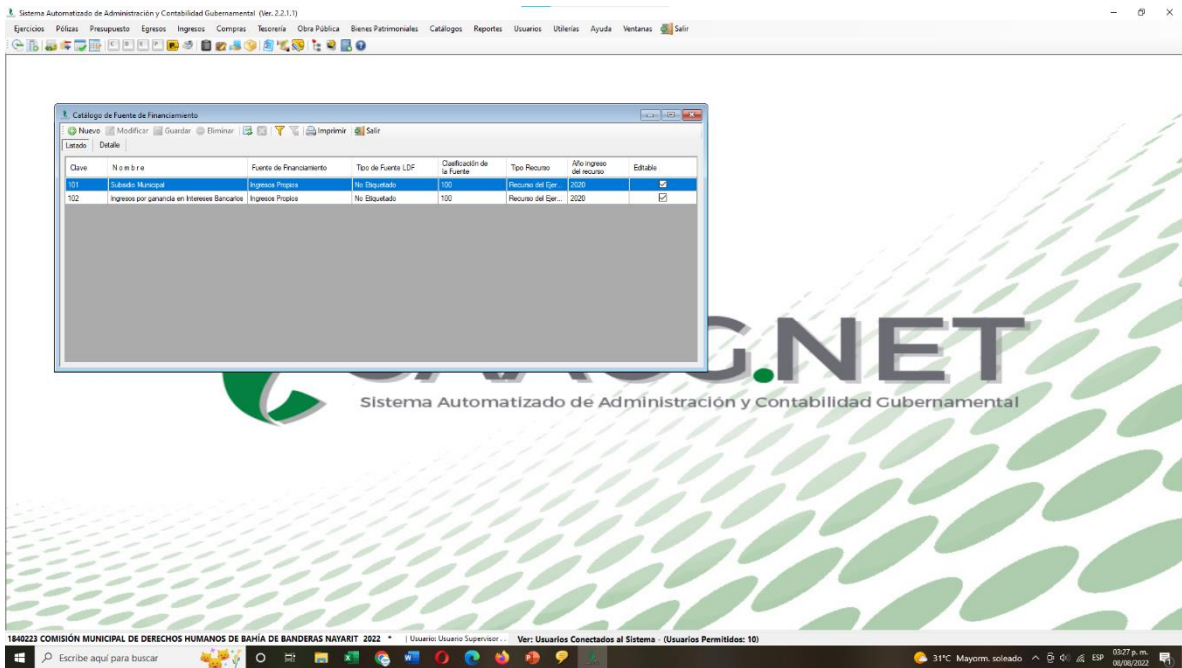 Sistema Automatizado de Administración y Contabilidad Gubernamental (Ver. 2.2.1.1)
Ejercicios Pólizas Presupuesto Egresos Ingresos Compras Tesorería Obra Pública Bienes Patrimoniales Catálogos Reportes Usuarios Utilerías Ayuda Ventanas Salir
Catálogo de Fuente de Financiamiento
Nuevo Modificar Guardar Eliminar Imprimir Salir
Listado Detalle
Clave Nombre Fuente de Financiamiento Tipo de Fuente LDF Clasificación de la Fuente Tipo Recurso Año ingreso del recurso Editable
101 Subsidio Municipal Ingresos Propios No Etiquetado 100 Recurso del Ejer... 2020
102 Ingresos por ganancia en Intereses Bancarios Ingresos Propios No Etiquetado 100 Recurso del Ejer... 2020
.NET
Sistema Automatizado de Administración y Contabilidad Gubernamental
1840223 COMISIÓN MUNICIPAL DE DERECHOS HUMANOS DE BAHÍA DE BANDERAS NAYARIT 2022 * | Usuario: Usuario Supervisor . . Ver: Usuarios Conectados al Sistema - (Usuarios Permitidos: 10)
Escribe aquí para buscar 31°C Mayorm. soleado ESP 03:27 p. m.
08/08/2022